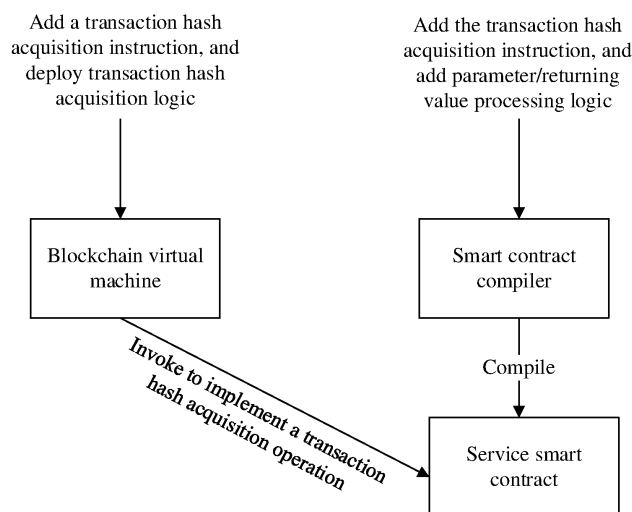 Add a transaction hash
acquisition instruction, and
deploy transaction hash
acquisition logic
Add the transaction hash
acquisition instruction, and
add parameter/returning
value processing logic
Blockchain virtual
machine
Smart contract
compiler
Invoke to implement a transaction
hash acquisition operation
Compile
Service smart
contract